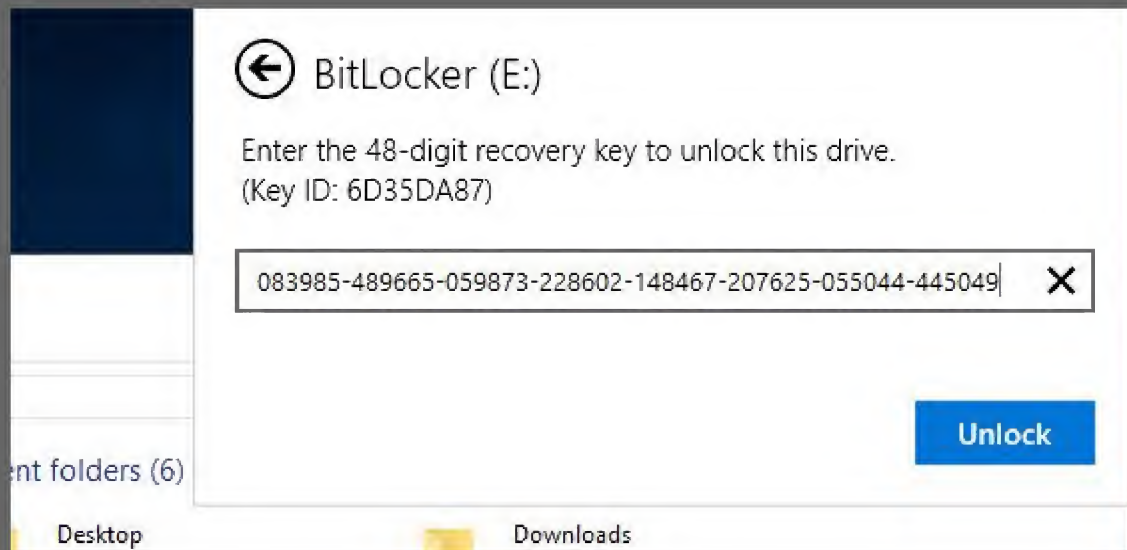 BitLocker (E:)
Enter the 48-digit recovery key to unlock this drive.
(Key ID: 6D35DA87)
083985-489665-059873-228602-148467-207625-055044-445049
Unlock
ent folders (6)
Desktop
Downloads